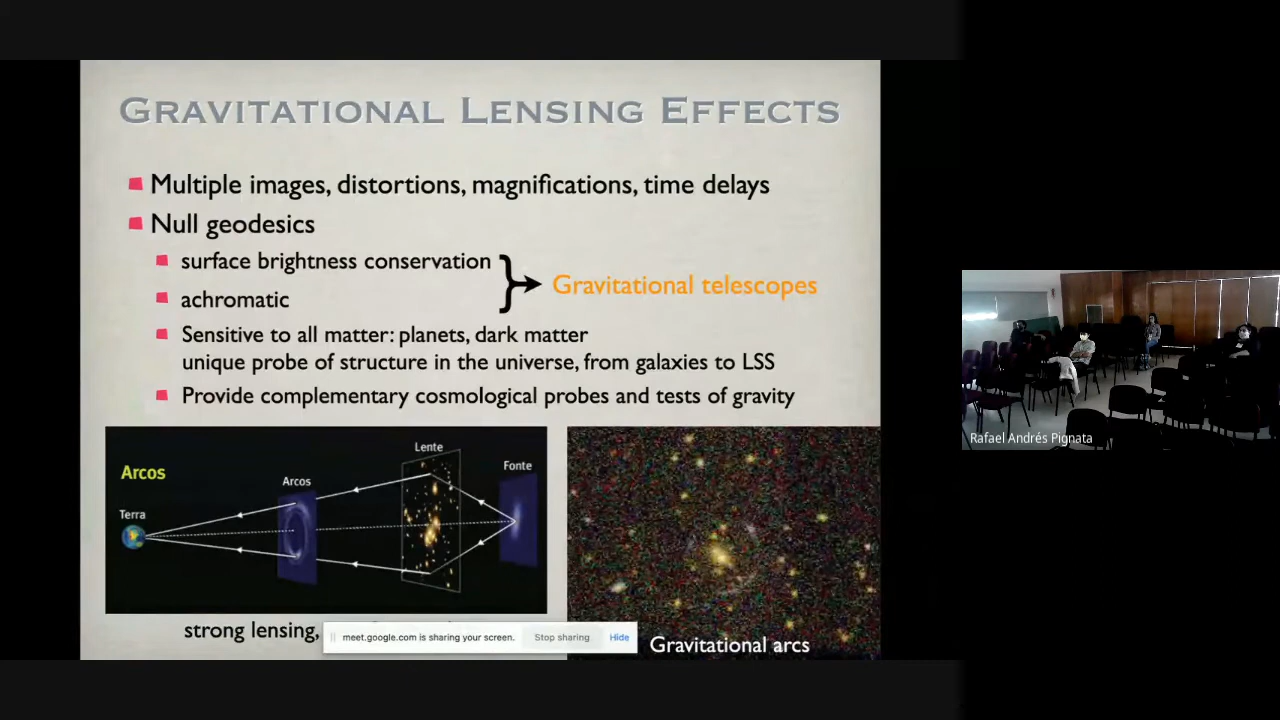 GRAVITATIONAL LENSING EFFECTS
Multiple images, distortions, magnifications, time delays
Null geodesics
surface brightness conservation
achromatic
Gravitational telescopes
Sensitive to all matter: planets, dark matter
unique probe of structure in the universe, from galaxies to LSS
Provide complementary cosmological probes and tests of gravity
Arcos
Terra
Arcos
Lente
Fonte
strong lensing,
Gravitational arcs
meet.google.com is sharing your screen.
Stop sharing
Hide
Rafael Andrés Pignata